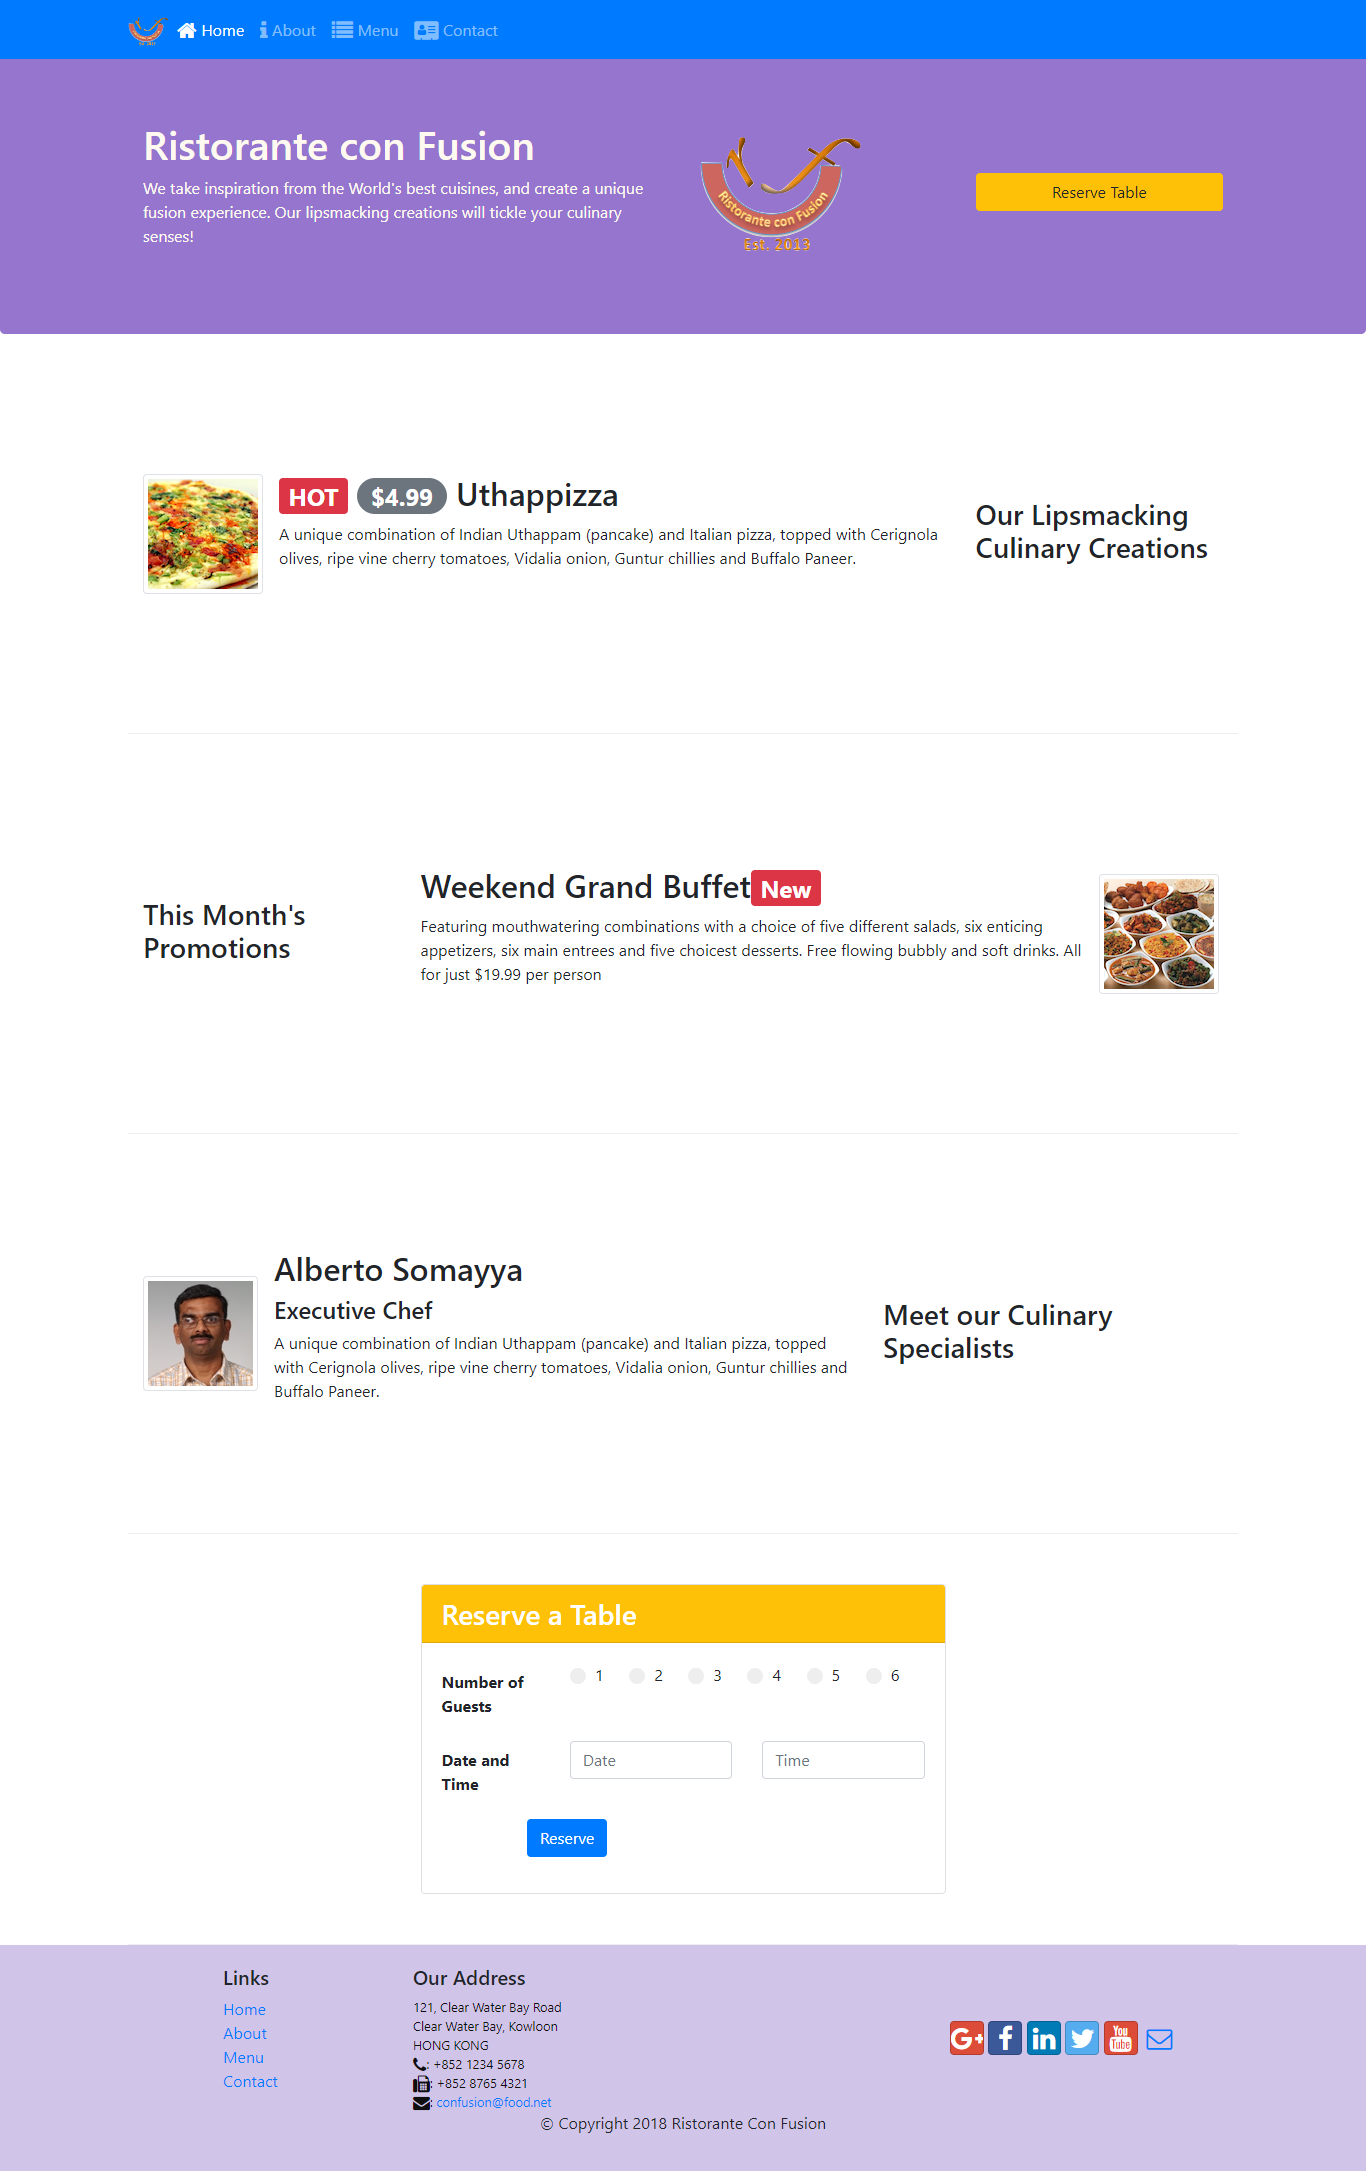 Home About Menu Contact
Ristorante con Fusion
We take inspiration from the World's best cuisines, and create a unique
fusion experience. Our lipsmacking creations will tickle your culinary
senses!
Ristorante con Fusion
Est. 2013
Reserve Table
HOT $4.99 Uthappizza
A unique combination of Indian Uthappam (pancake) and Italian pizza, topped with Cerignola
olives, ripe vine cherry tomatoes, Vidalia onion, Guntur chillies and Buffalo Paneer.
Our Lipsmacking
Culinary Creations
This Month's
Promotions
Weekend Grand Buffet New
Featuring mouthwatering combinations with a choice of five different salads, six enticing
appetizers, six main entrees and five choicest desserts. Free flowing bubbly and soft drinks. All
for just $19.99 per person
Alberto Somayya
Executive Chef
A unique combination of Indian Uthappam (pancake) and Italian pizza, topped
with Cerignola olives, ripe vine cherry tomatoes, Vidalia onion, Guntur chillies and
Buffalo Paneer.
Meet our Culinary
Specialists
Reserve a Table
Number of
Guests
1 2 3 4 5 6
Date and
Time
Date
Time
Reserve
Links
Home
About
Menu
Contact
Our Address
121, Clear Water Bay Road
Clear Water Bay, Kowloon
HONG KONG
: +852 1234 5678
: +852 8765 4321
: confusion@food.net
G+ f in You Tube
© Copyright 2018 Ristorante Con Fusion